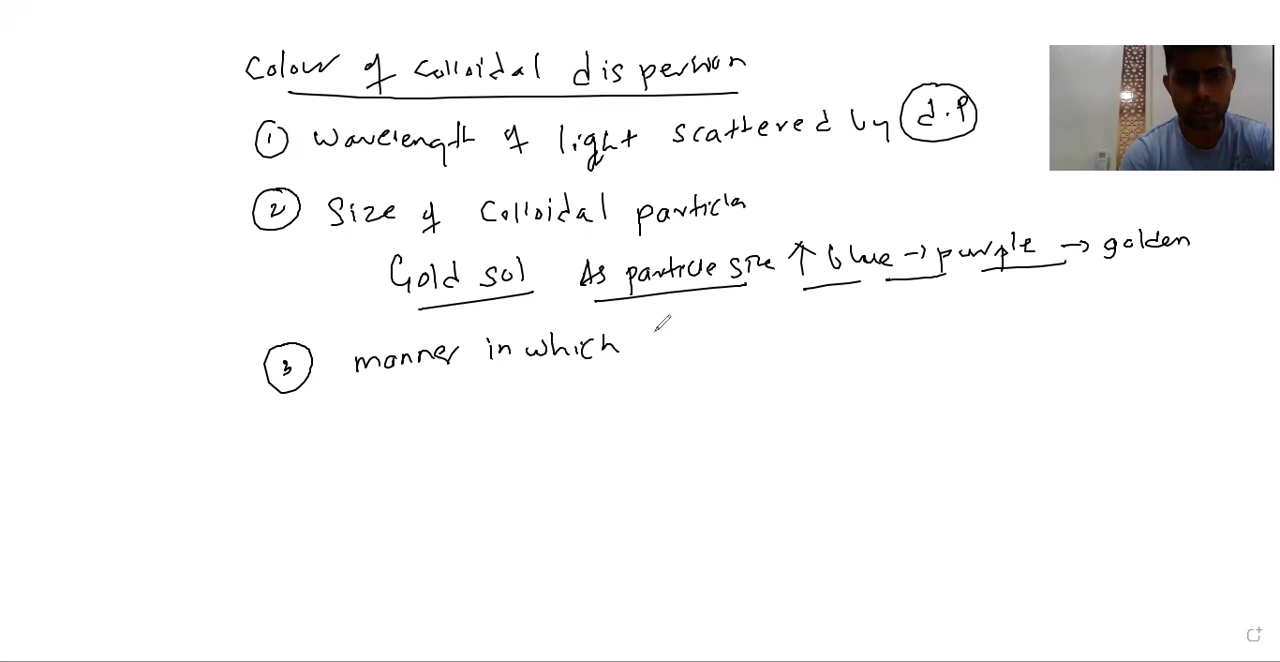 Colour of Colloidal dispersion
① Wavelength of light scattered by d.P
② Size of Colloidal particles
Gold sol As particle size ↑ blue → purple → golden
③ manner in which